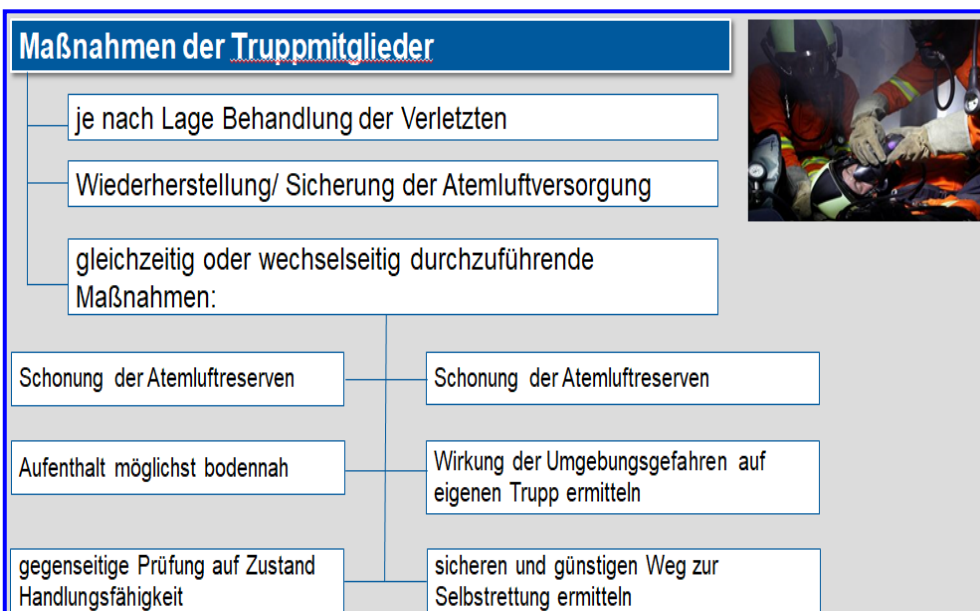 Maßnahmen der Truppmitglieder
je nach Lage Behandlung der Verletzten
Wiederherstellung/ Sicherung der Atemluftversorgung
gleichzeitig oder wechselseitig durchzuführende
Maßnahmen:
Schonung der Atemluftreserven
Schonung der Atemluftreserven
Aufenthalt möglichst bodennah
Wirkung der Umgebungsgefahren auf
eigenen Trupp ermitteln
gegenseitige Prüfung auf Zustand
Handlungsfähigkeit
sicheren und günstigen Weg zur
Selbstrettung ermitteln